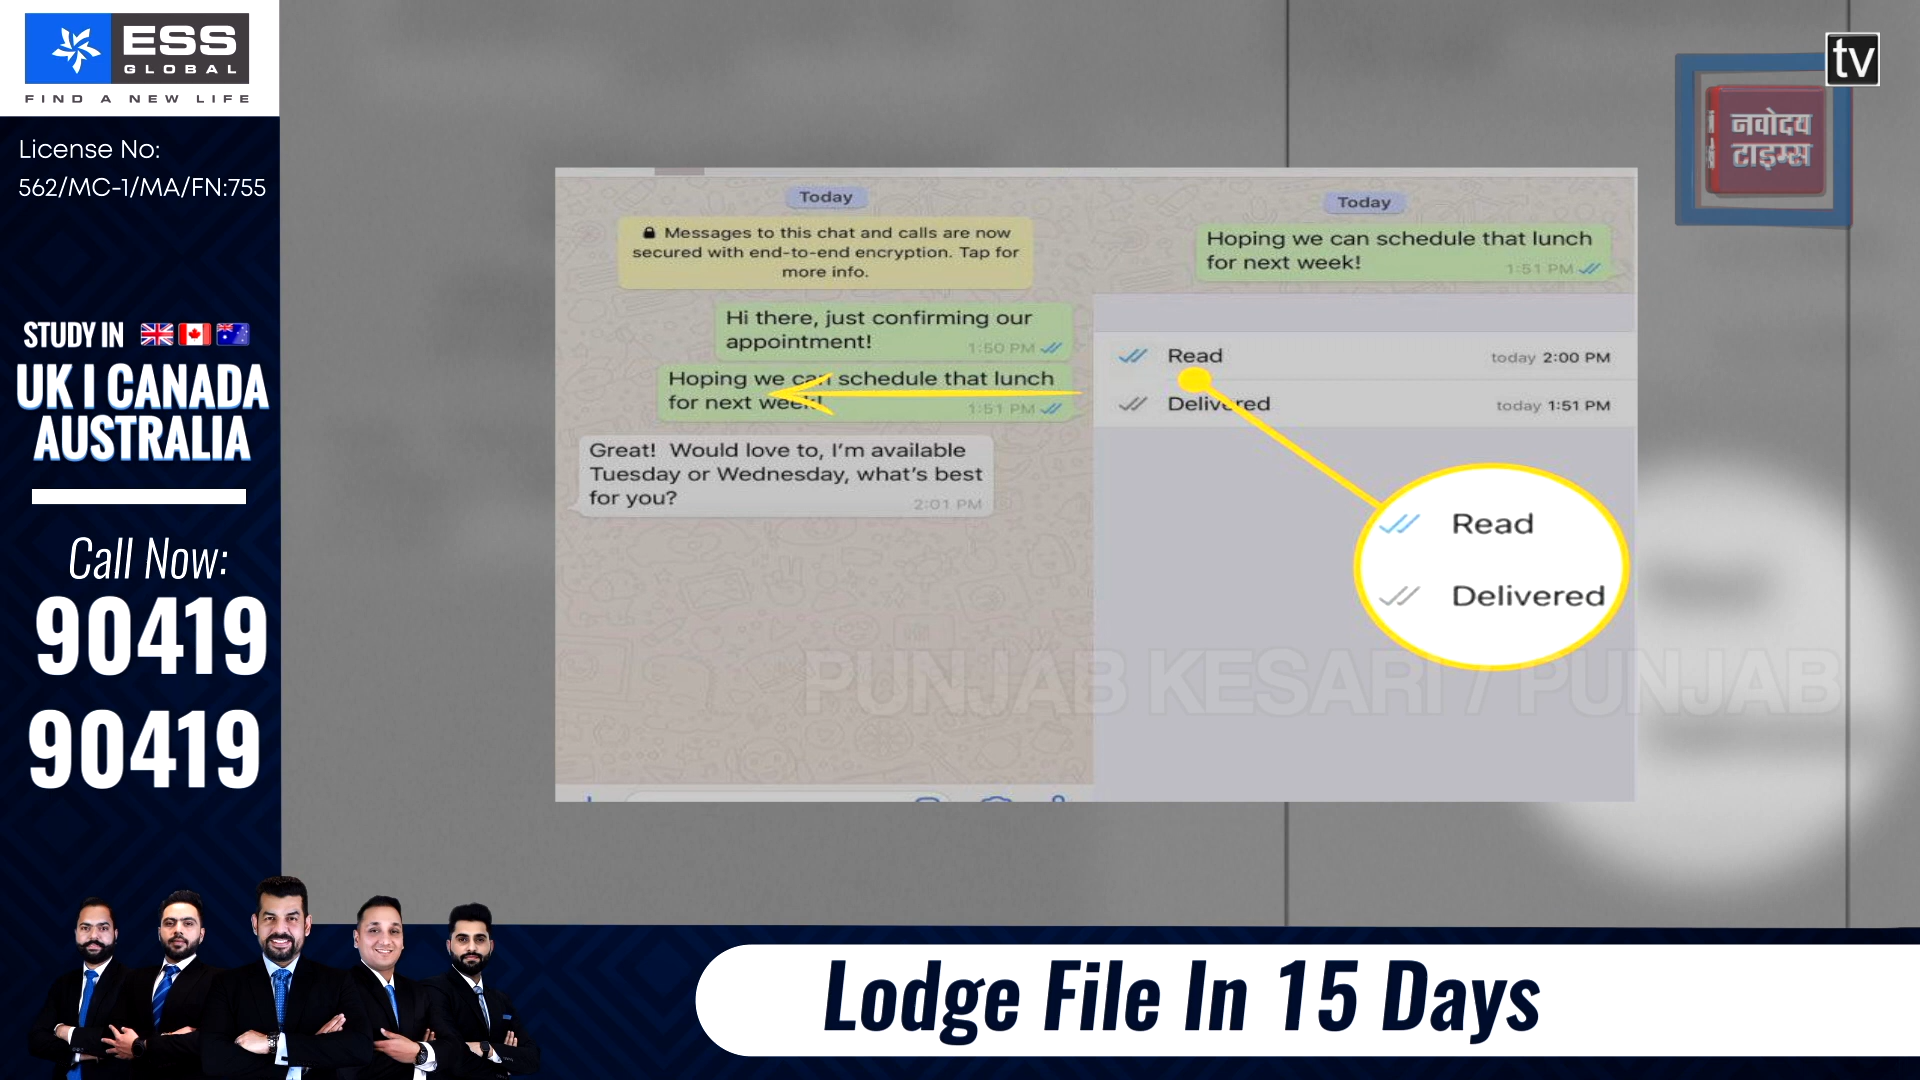 ESS
GLOBAL
FIND A NEW LIFE
License No:
562/MC-1/MA/FN:755
STUDY IN
UK I CANADA
AUSTRALIA
Call Now:
90419
90419
tv
नवोदय
टाइम्स
Today
Messages to this chat and calls are now
secured with end-to-end encryption. Tap for
more info.
Hi there, just confirming our
appointment!
1:50 PM
Hoping we can schedule that lunch
for next week!
1:51 PM
Great! Would love to, I’m available
Tuesday or Wednesday, what’s best
for you?
2:01 PM
Today
Hoping we can schedule that lunch
for next week!
1:51 PM
Read today 2:00 PM
Delivered today 1:51 PM
Read
Delivered
PUNJAB KESARI / PUNJAB
Lodge File In 15 Days